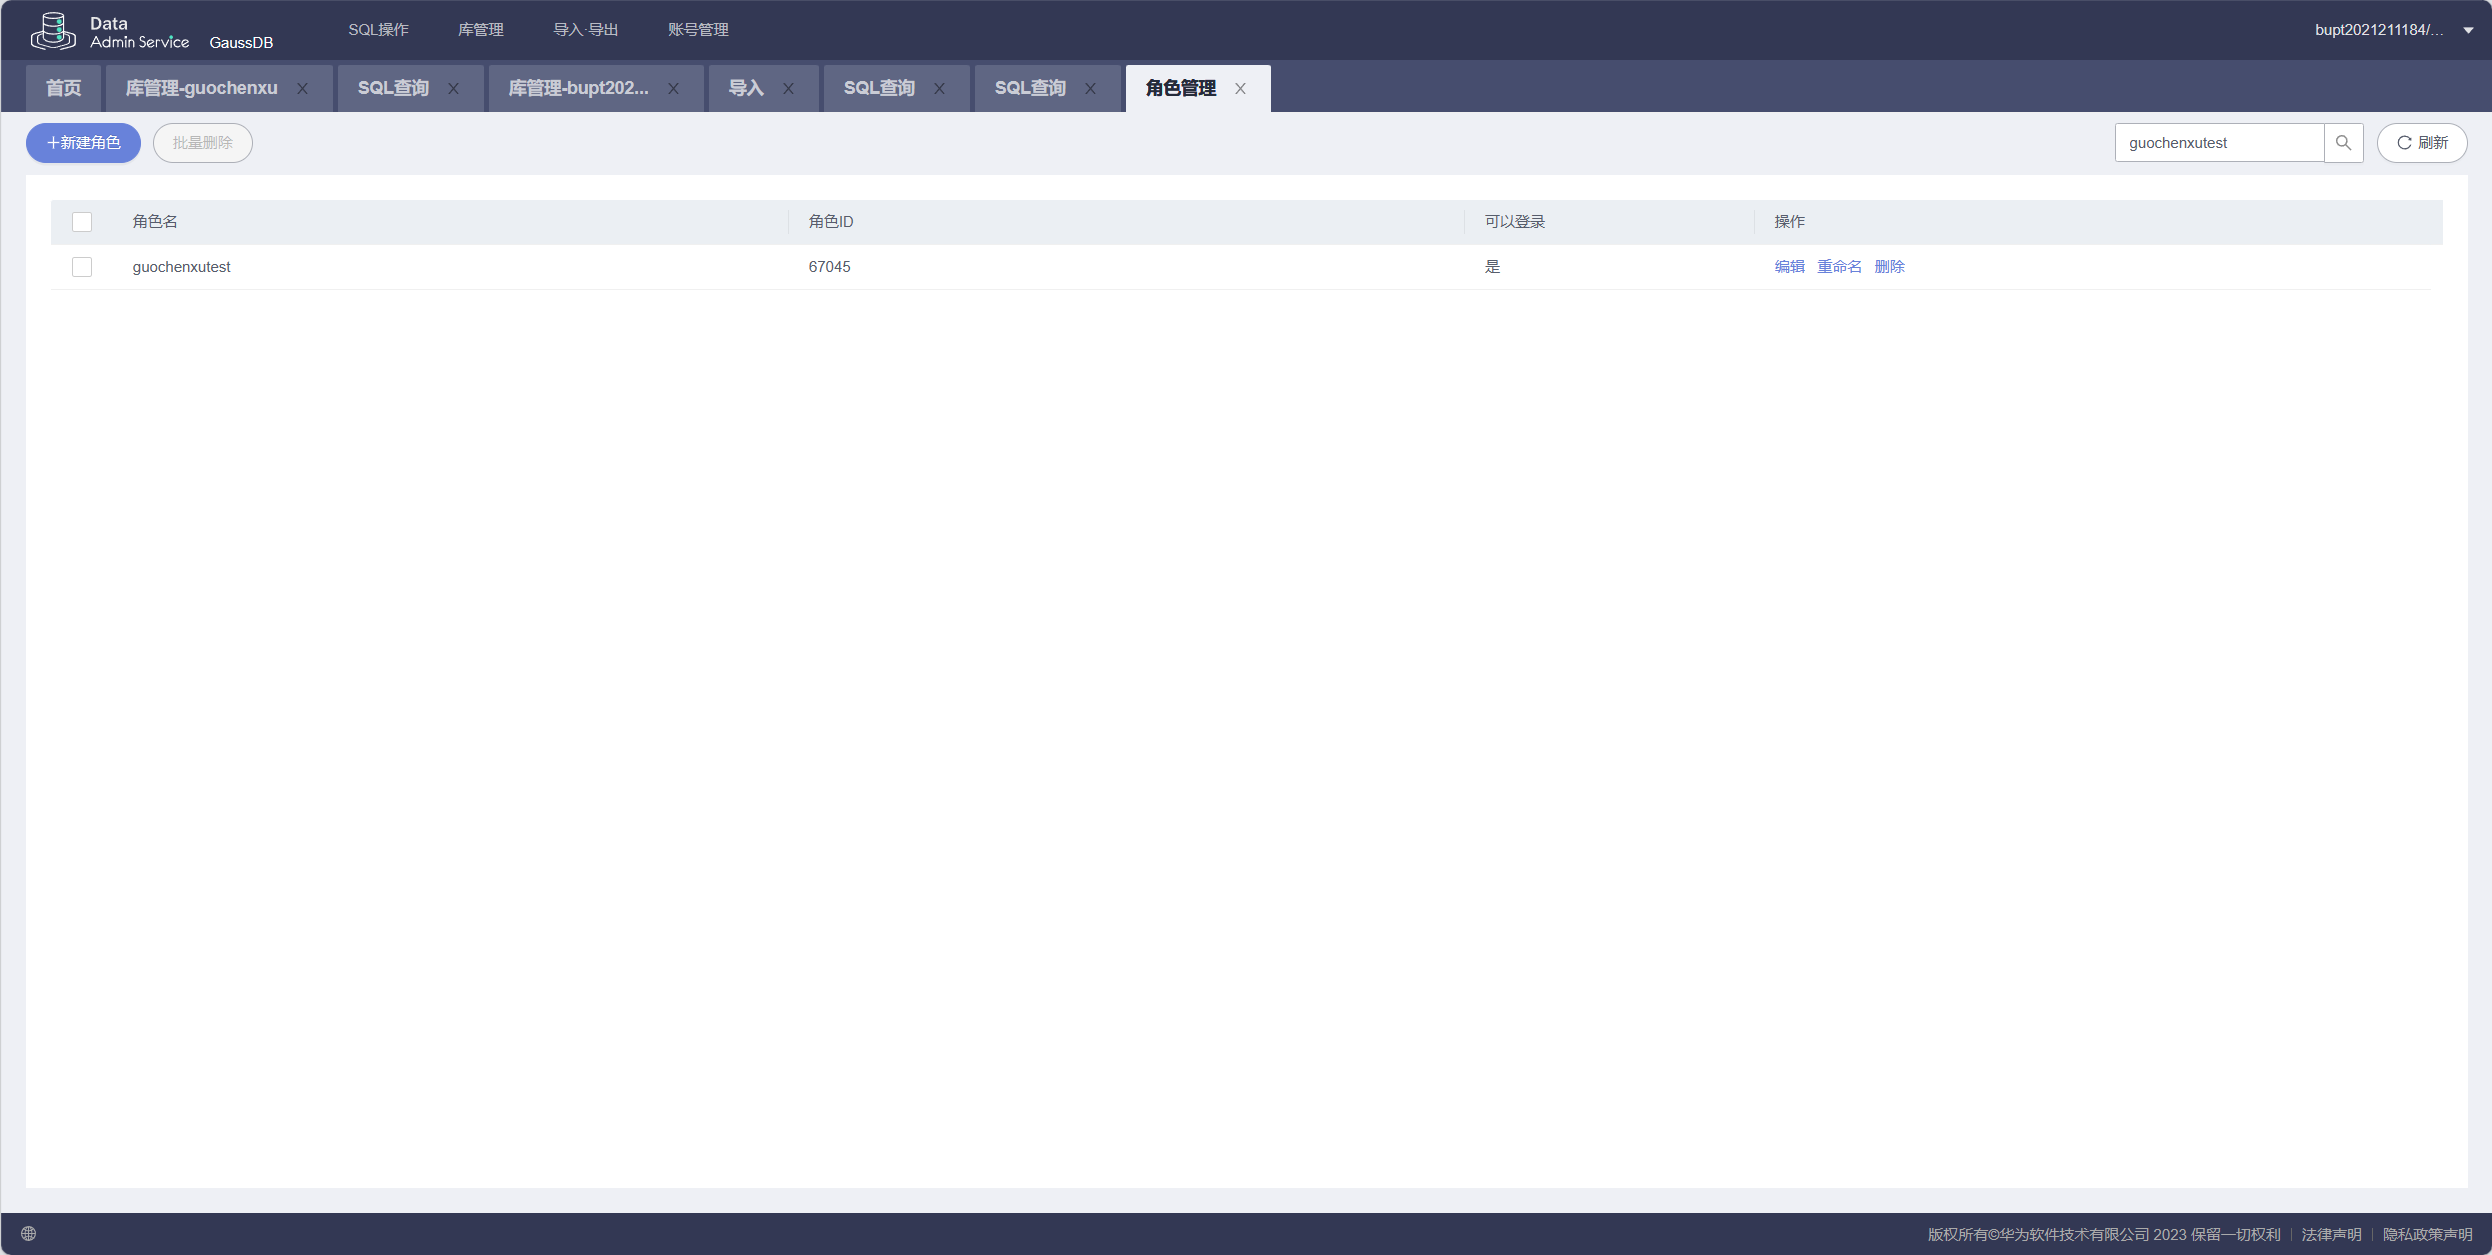 Data
Admin Service GaussDB SQL操作 库管理 导入·导出 账号管理 bupt2021211184/...
首页 库管理-guochenxu X SQL查询 X 库管理-bupt202... X 导入 X SQL查询 X SQL查询 X 角色管理 X
+新建角色 批量删除 guochenxutest 刷新
角色名 角色ID 可以登录 操作
guochenxutest 67045 是 编辑 重命名 删除
版权所有©华为软件技术有限公司 2023 保留一切权利 | 法律声明 | 隐私政策声明